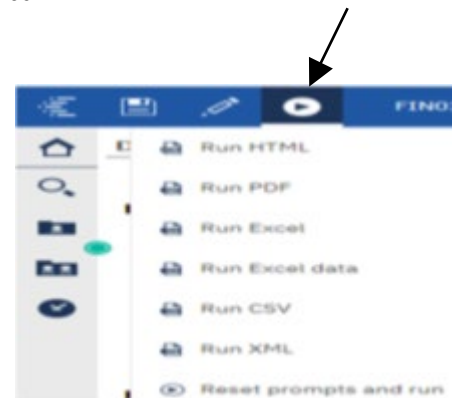 FINO
Run HTML
Run PDF
Run Excel
Run Excel data
Run CSV
Run XML
Reset prompts and run